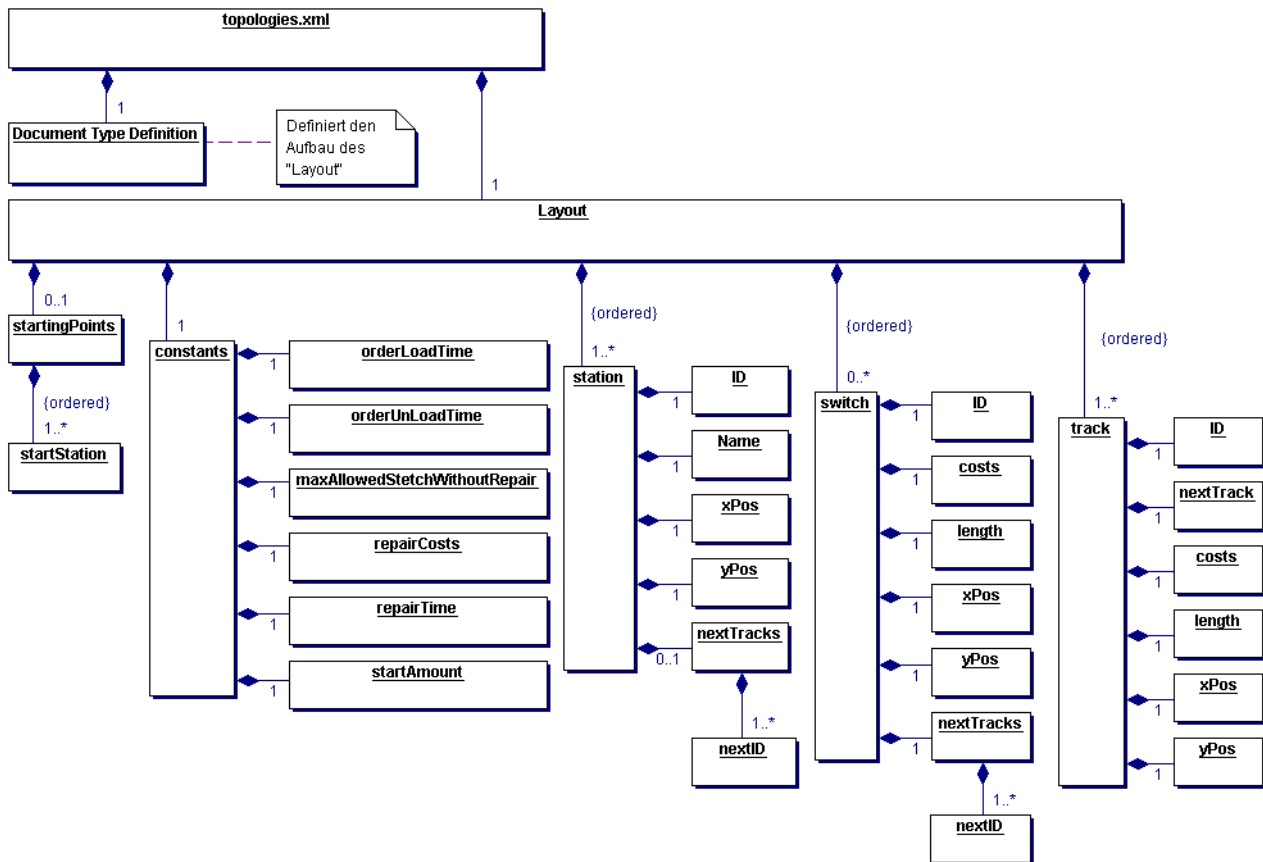 topologies.xml
1
1
Document Type Definition
Definiert den
Aufbau des
"Layout"
Layout
0..1
startingPoints
{ordered}
1..*
startStation
1
constants
1
orderLoadTime
1
orderUnLoadTime
1
maxAllowedStetchWithoutRepair
1
repairCosts
1
repairTime
1
startAmount
{ordered}
1..*
station
1
ID
1
Name
1
xPos
1
yPos
0..1
nextTracks
1..*
nextID
{ordered}
0..*
switch
1
ID
1
costs
1
length
1
xPos
1
yPos
1
nextTracks
1..*
nextID
{ordered}
1..*
track
1
ID
1
nextTrack
1
costs
1
length
1
xPos
1
yPos